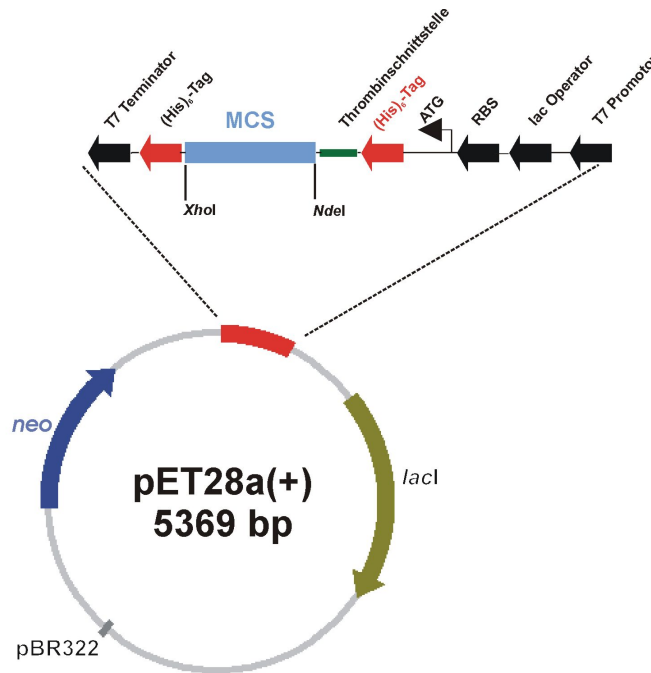 T7 Terminator
(His)₆-Tag
MCS
Thrombinschnittstelle
(His)₆-Tag
ATG
RBS
lac Operator
T7 Promotor
XhoI
NdeI
neo
lacI
pET28a(+)
5369 bp
pBR322